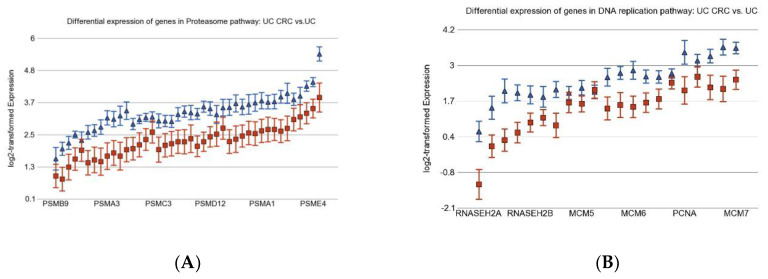 Differential expression of genes in Proteasome pathway: UC CRC vs.UC
6
4.8
3.7
2.5
1.3
0.1
log2-transformed Expression
PSMB9 PSMA3 PSMC3 PSMD12 PSMA1 PSME4
(A)
Differential expression of genes in DNA replication pathway: UC CRC vs. UC
4.2
3
1.7
0.4
-0.8
-2.1
log2-transformed Expression
RNASEH2A RNASEH2B MCM5 MCM6 PCNA MCM7
(B)